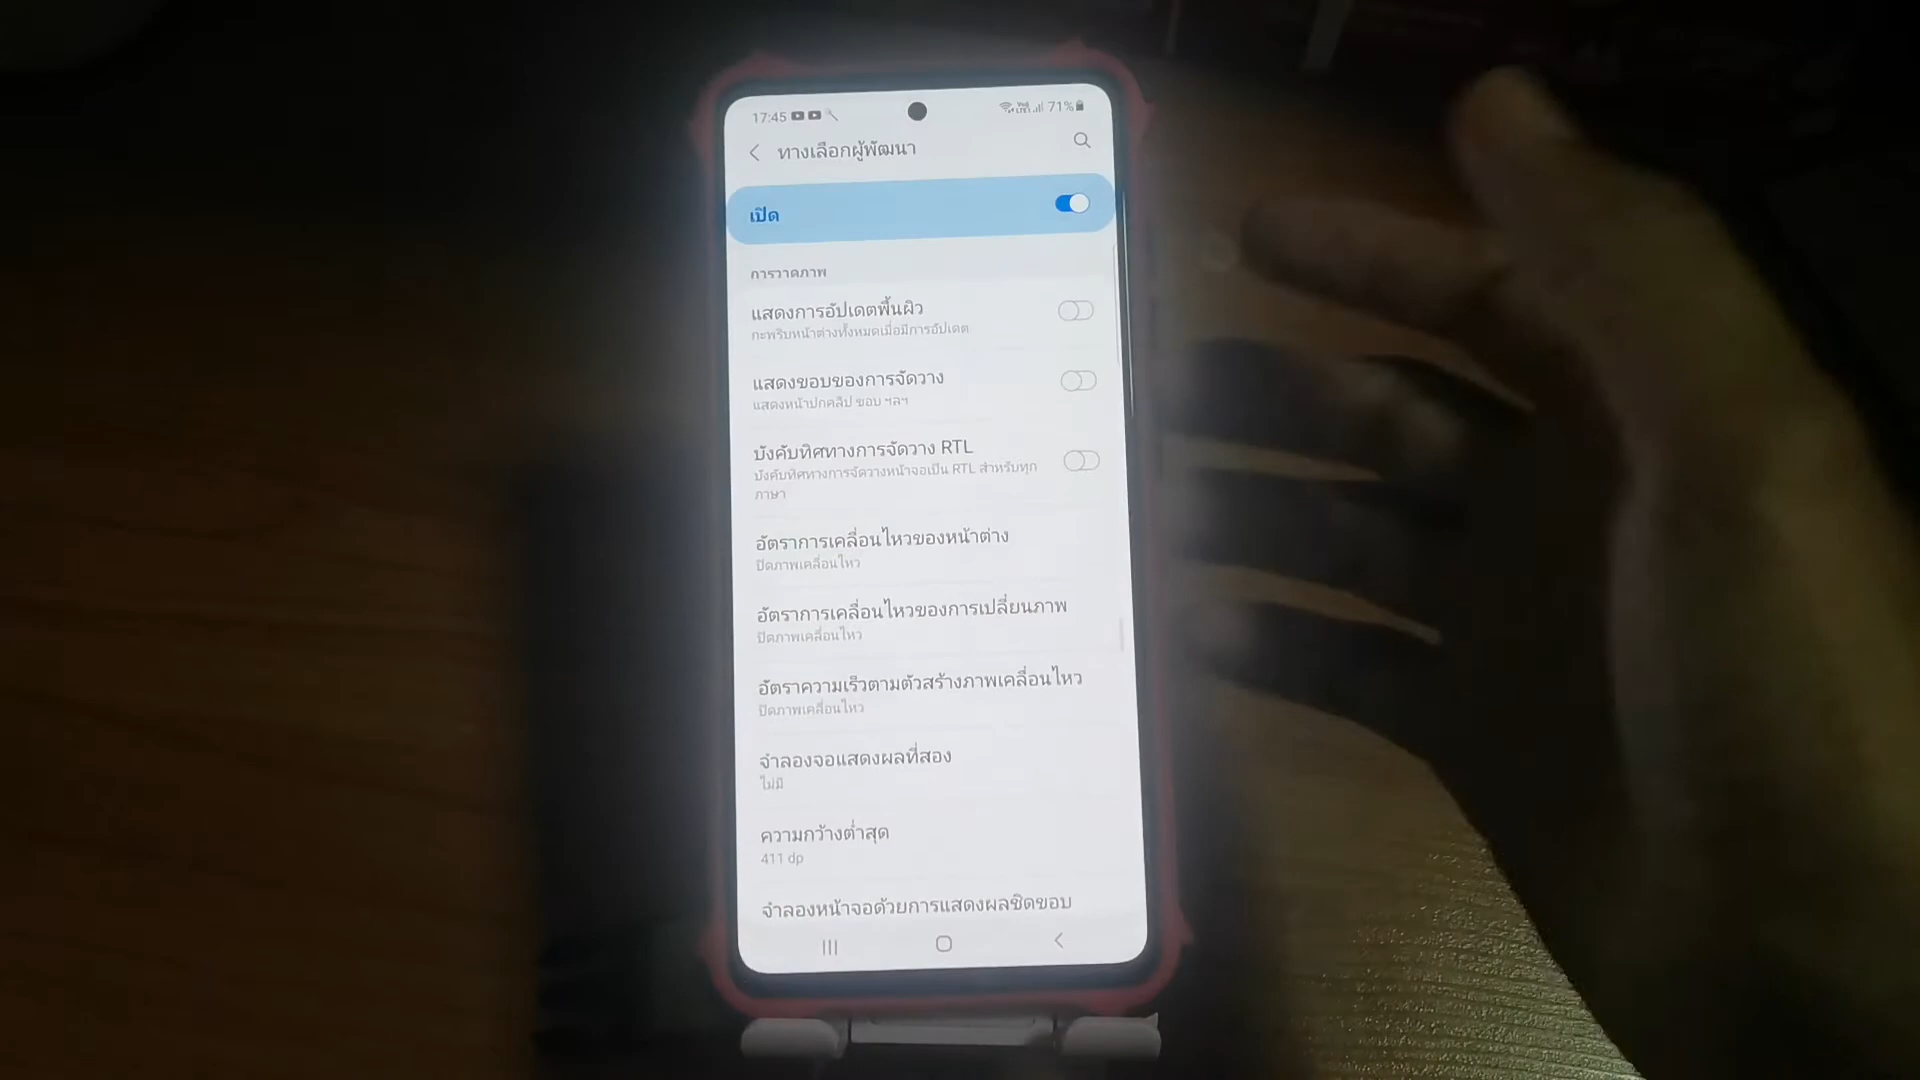 17:45
71%
ทางเลือกผู้พัฒนา
เปิด
การวาดภาพ
แสดงการอัปเดตพื้นผิว
กะพริบหน้าต่างทั้งหมดเมื่อมีการอัปเดต
แสดงขอบของการจัดวาง
แสดงหน้าปกคลิป ขอบ ฯลฯ
บังคับทิศทางการจัดวาง RTL
บังคับทิศทางการจัดวางหน้าจอเป็น RTL สำหรับทุก
ภาษา
อัตราการเคลื่อนไหวของหน้าต่าง
ปิดภาพเคลื่อนไหว
อัตราการเคลื่อนไหวของการเปลี่ยนภาพ
ปิดภาพเคลื่อนไหว
อัตราความเร็วตามตัวสร้างภาพเคลื่อนไหว
ปิดภาพเคลื่อนไหว
จำลองจอแสดงผลที่สอง
ไม่มี
ความกว้างต่ำสุด
411 dp
จำลองหน้าจอด้วยการแสดงผลชิดขอบ